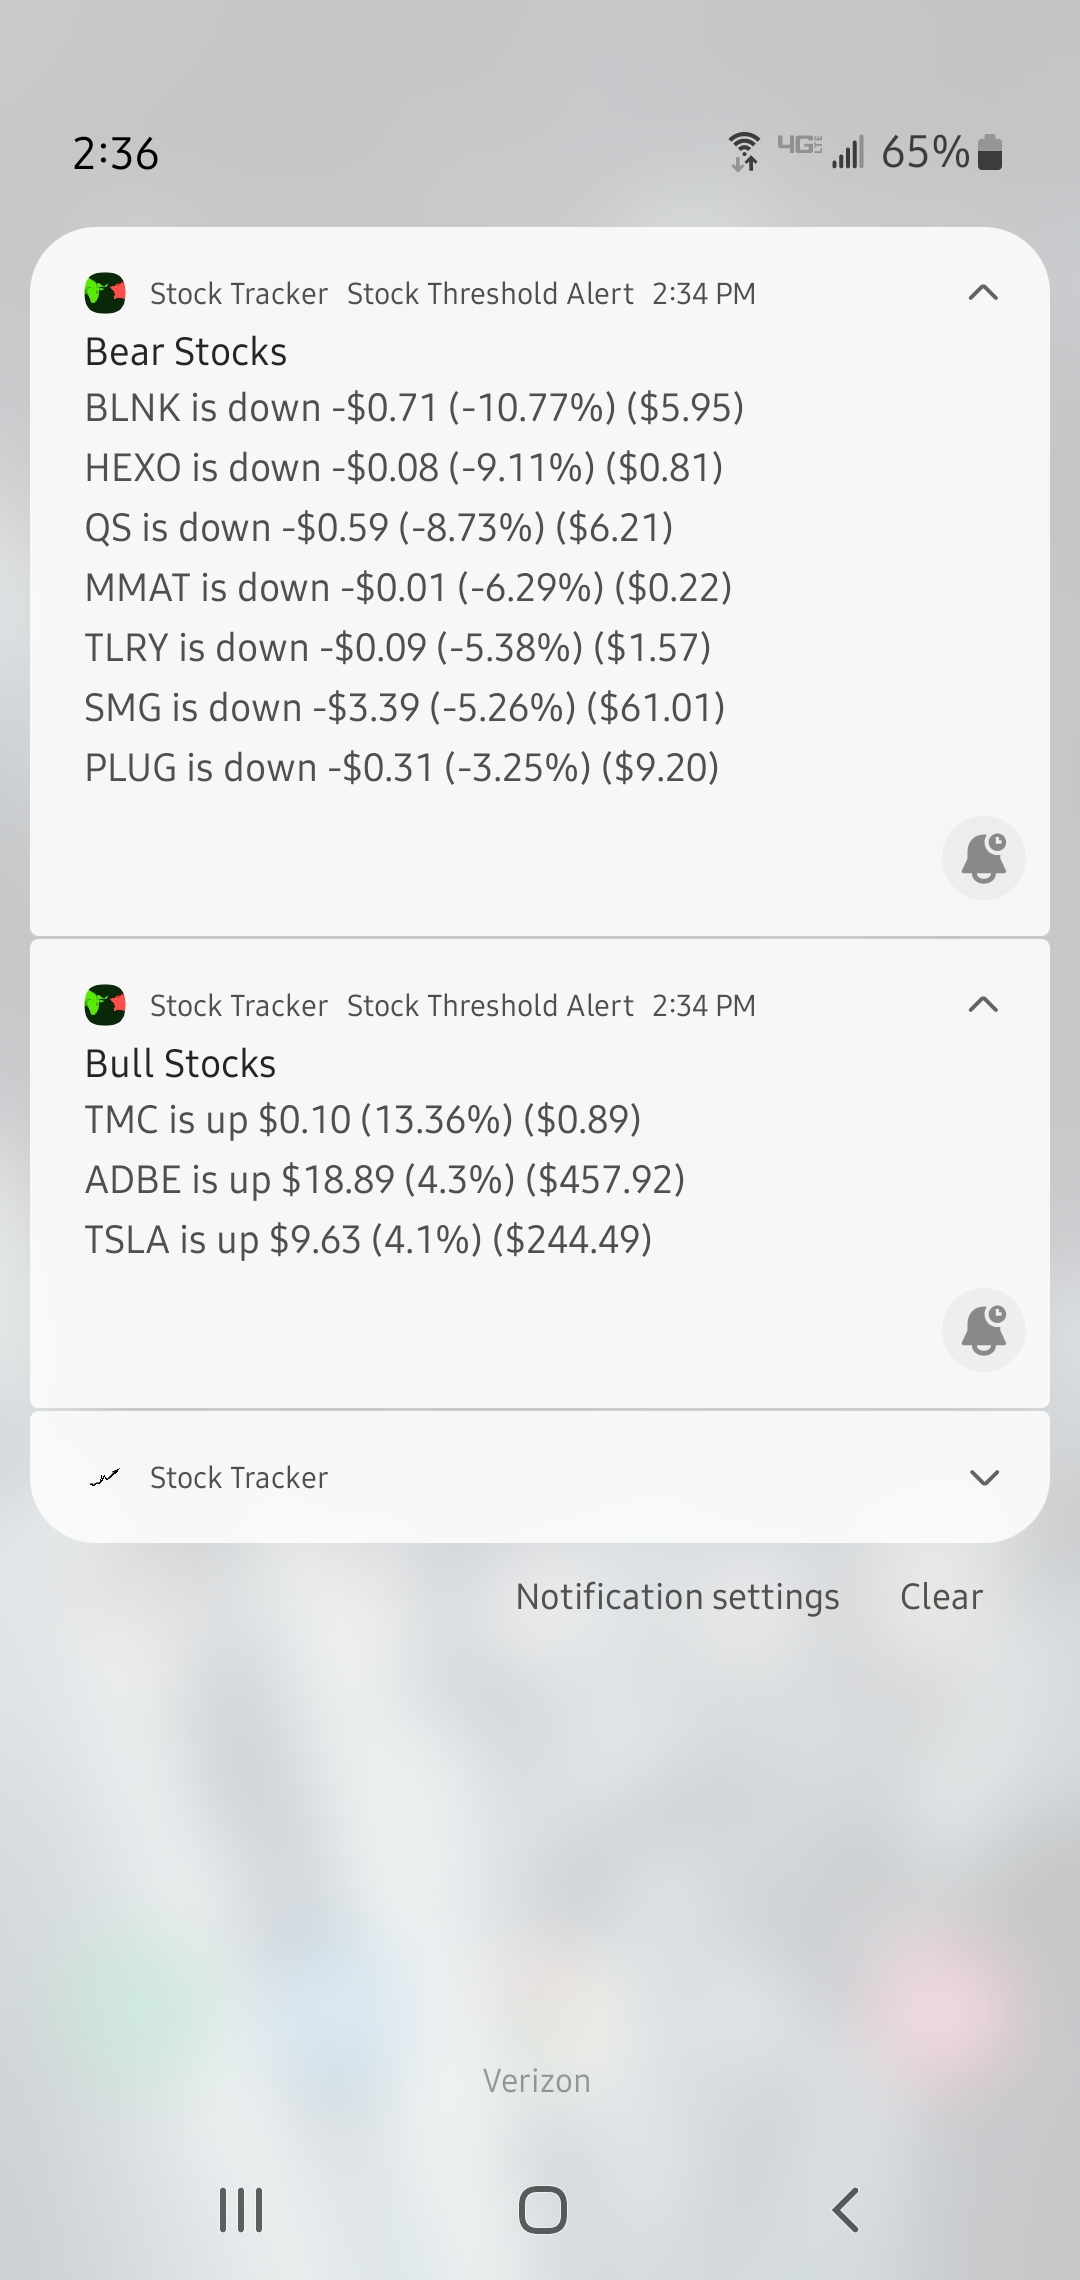 2:36 4G LTE 65%
Stock Tracker Stock Threshold Alert 2:34 PM
Bear Stocks
BLNK is down -$0.71 (-10.77%) ($5.95)
HEXO is down -$0.08 (-9.11%) ($0.81)
QS is down -$0.59 (-8.73%) ($6.21)
MMAT is down -$0.01 (-6.29%) ($0.22)
TLRY is down -$0.09 (-5.38%) ($1.57)
SMG is down -$3.39 (-5.26%) ($61.01)
PLUG is down -$0.31 (-3.25%) ($9.20)
Stock Tracker Stock Threshold Alert 2:34 PM
Bull Stocks
TMC is up $0.10 (13.36%) ($0.89)
ADBE is up $18.89 (4.3%) ($457.92)
TSLA is up $9.63 (4.1%) ($244.49)
Stock Tracker
Notification settings Clear
Verizon